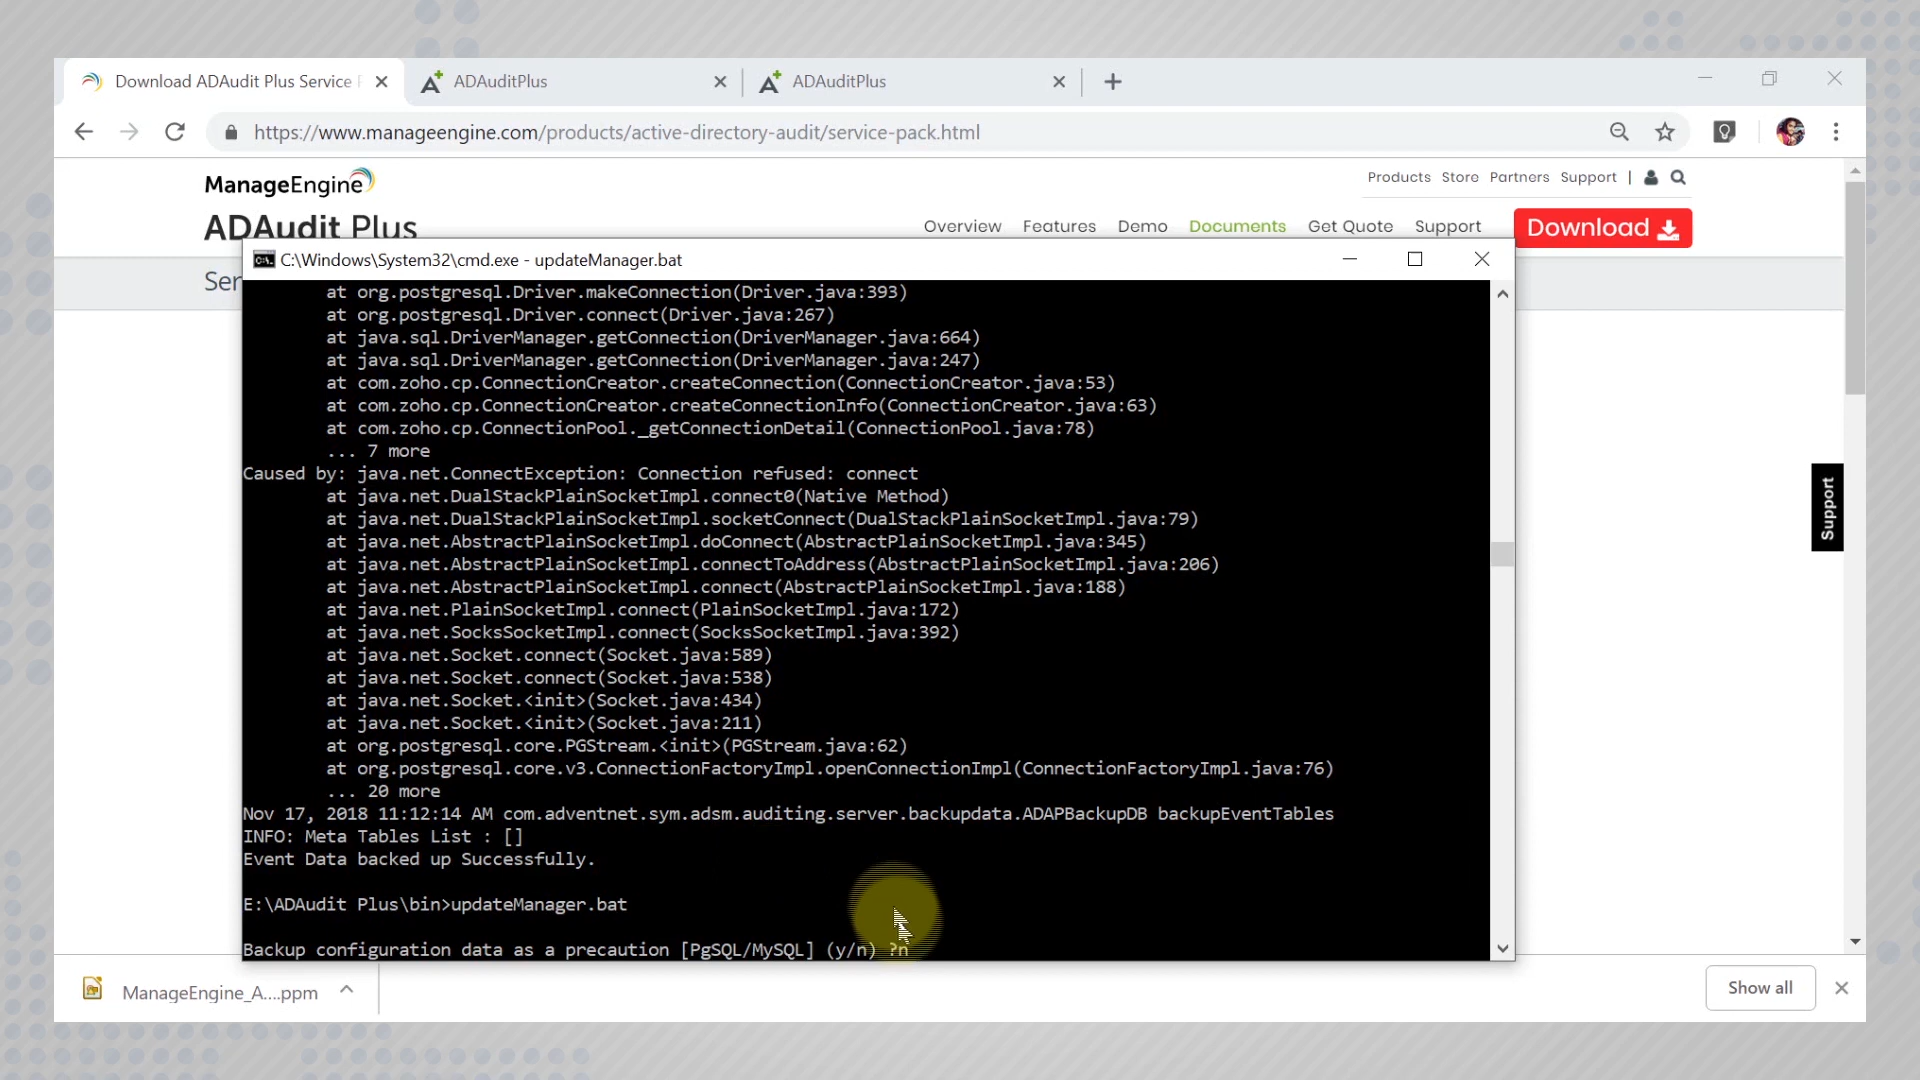 Download ADAudit Plus Service
ADAuditPlus
ADAuditPlus
https://www.manageengine.com/products/active-directory-audit/service-pack.html
ManageEngine
Products Store Partners Support |
ADAudit Plus
Overview Features Demo Documents Get Quote Support Download
Ser
C:\Windows\System32\cmd.exe - updateManager.bat
at org.postgresql.Driver.makeConnection(Driver.java:393)
at org.postgresql.Driver.connect(Driver.java:267)
at java.sql.DriverManager.getConnection(DriverManager.java:664)
at java.sql.DriverManager.getConnection(DriverManager.java:247)
at com.zoho.cp.ConnectionCreator.createConnection(ConnectionCreator.java:53)
at com.zoho.cp.ConnectionCreator.createConnectionInfo(ConnectionCreator.java:63)
at com.zoho.cp.ConnectionPool._getConnectionDetail(ConnectionPool.java:78)
... 7 more
Caused by: java.net.ConnectException: Connection refused: connect
at java.net.DualStackPlainSocketImpl.connect0(Native Method)
at java.net.DualStackPlainSocketImpl.socketConnect(DualStackPlainSocketImpl.java:79)
at java.net.AbstractPlainSocketImpl.doConnect(AbstractPlainSocketImpl.java:345)
at java.net.AbstractPlainSocketImpl.connectToAddress(AbstractPlainSocketImpl.java:206)
at java.net.AbstractPlainSocketImpl.connect(AbstractPlainSocketImpl.java:188)
at java.net.PlainSocketImpl.connect(PlainSocketImpl.java:172)
at java.net.SocksSocketImpl.connect(SocksSocketImpl.java:392)
at java.net.Socket.connect(Socket.java:589)
at java.net.Socket.connect(Socket.java:538)
at java.net.Socket.<init>(Socket.java:434)
at java.net.Socket.<init>(Socket.java:211)
at org.postgresql.core.PGStream.<init>(PGStream.java:62)
at org.postgresql.core.v3.ConnectionFactoryImpl.openConnectionImpl(ConnectionFactoryImpl.java:76)
... 20 more
Nov 17, 2018 11:12:14 AM com.adventnet.sym.adsm.auditing.server.backupdata.ADAPBackupDB backupEventTables
INFO: Meta Tables List : []
Event Data backed up Successfully.
E:\ADAudit Plus\bin>updateManager.bat
Backup configuration data as a precaution [PgSQL/MySQL] (y/n) ?n
Support
ManageEngine_A....ppm
Show all